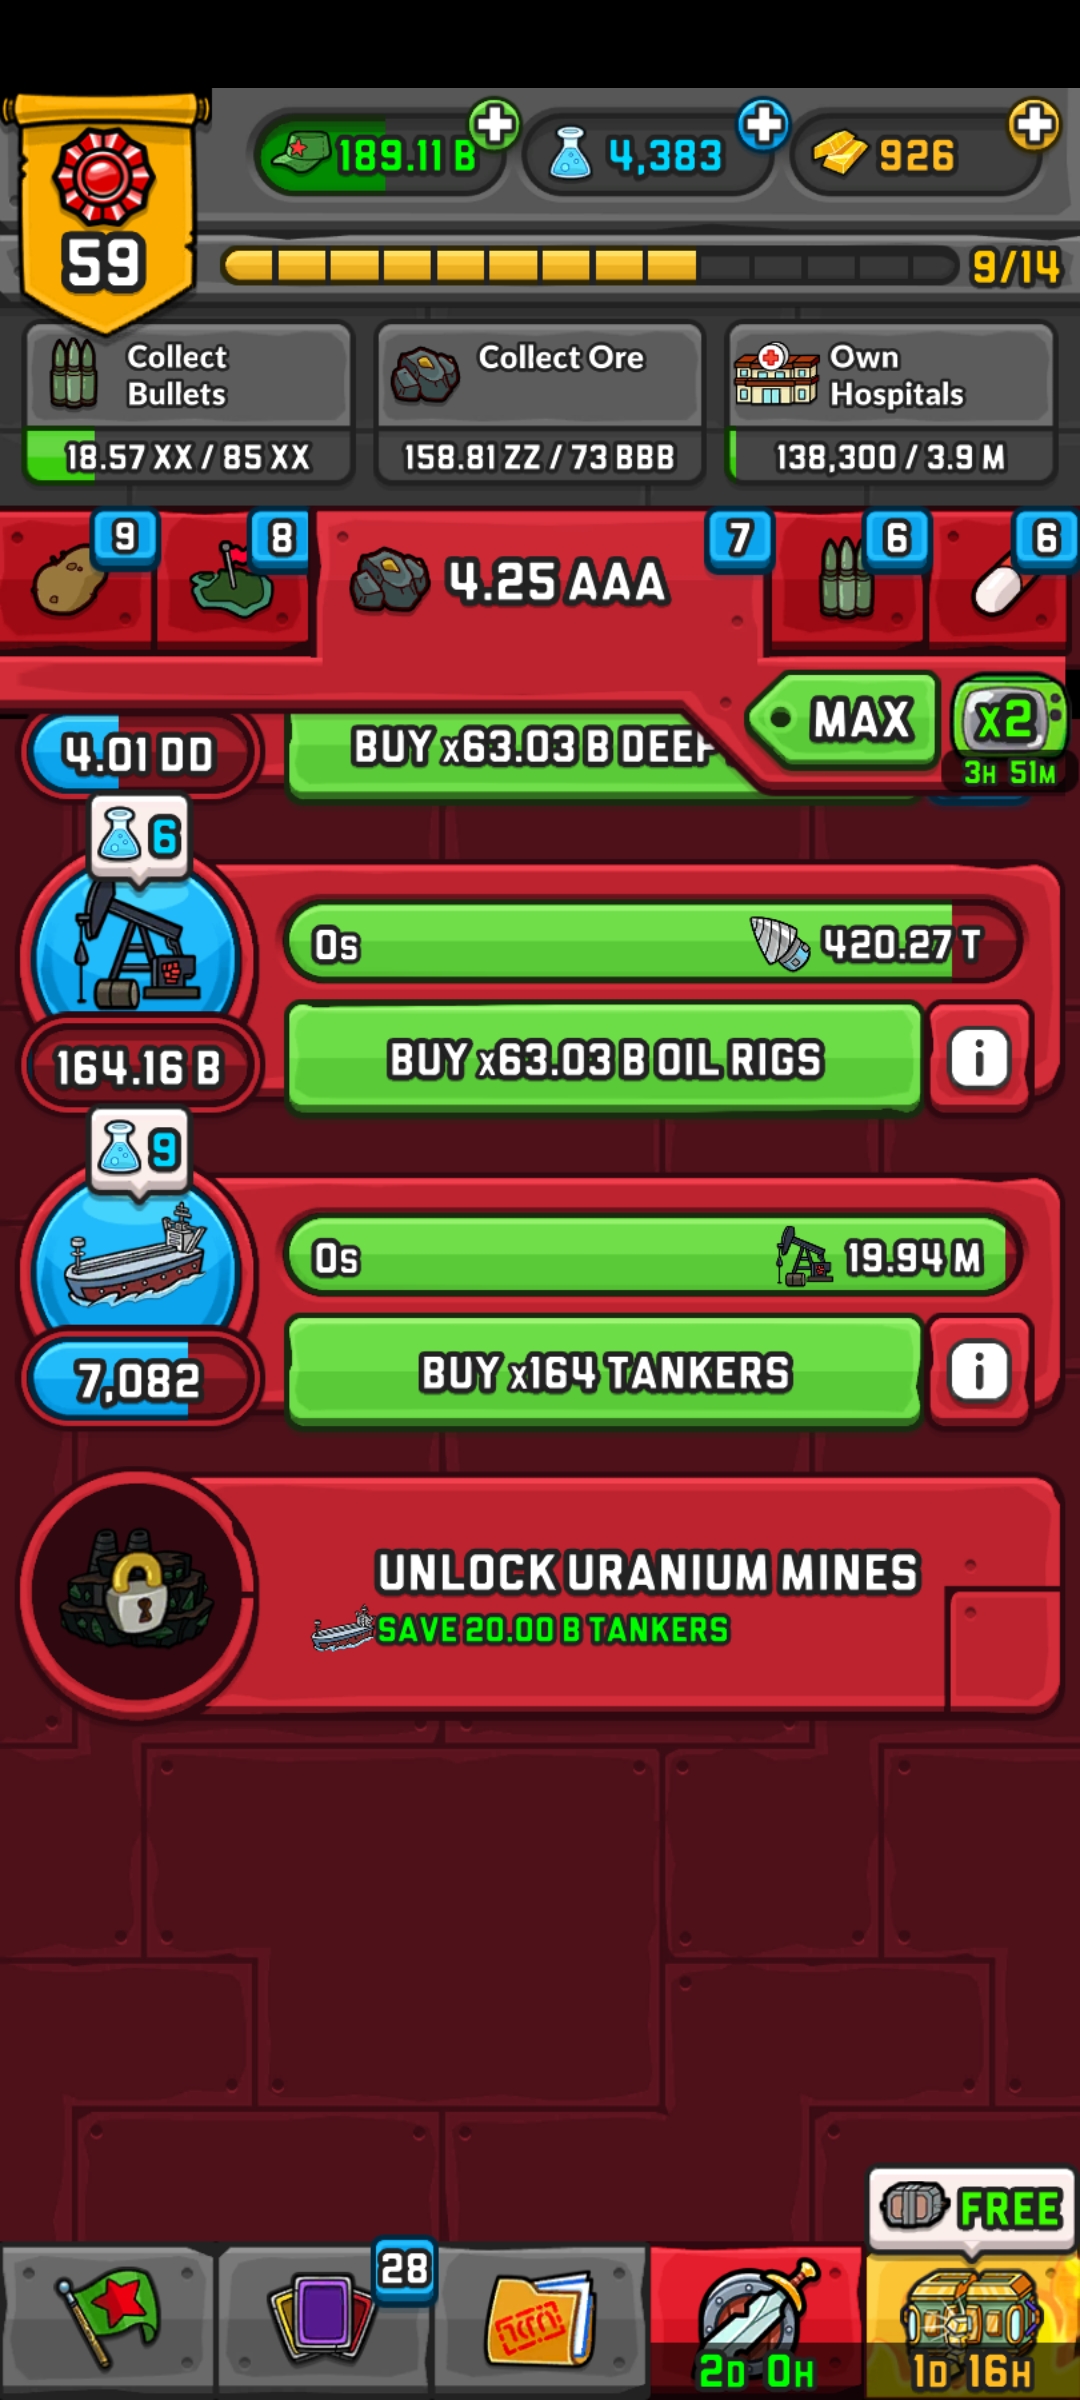 189.11 B
4,383
926
59
9/14
Collect
Bullets
18.57 XX / 85 XX
Collect Ore
158.81 ZZ / 73 BBB
Own
Hospitals
138,300 / 3.9 M
9
8
4.25 AAA
7
6
6
MAX
x2
3H 51M
4.01 DD
BUY x63.03 B DEEP
6
0s
420.27 T
164.16 B
BUY x63.03 B OIL RIGS
i
9
0s
19.94 M
7,082
BUY x164 TANKERS
i
UNLOCK URANIUM MINES
SAVE 20.00 B TANKERS
FREE
28
2D 0H
1D 16H